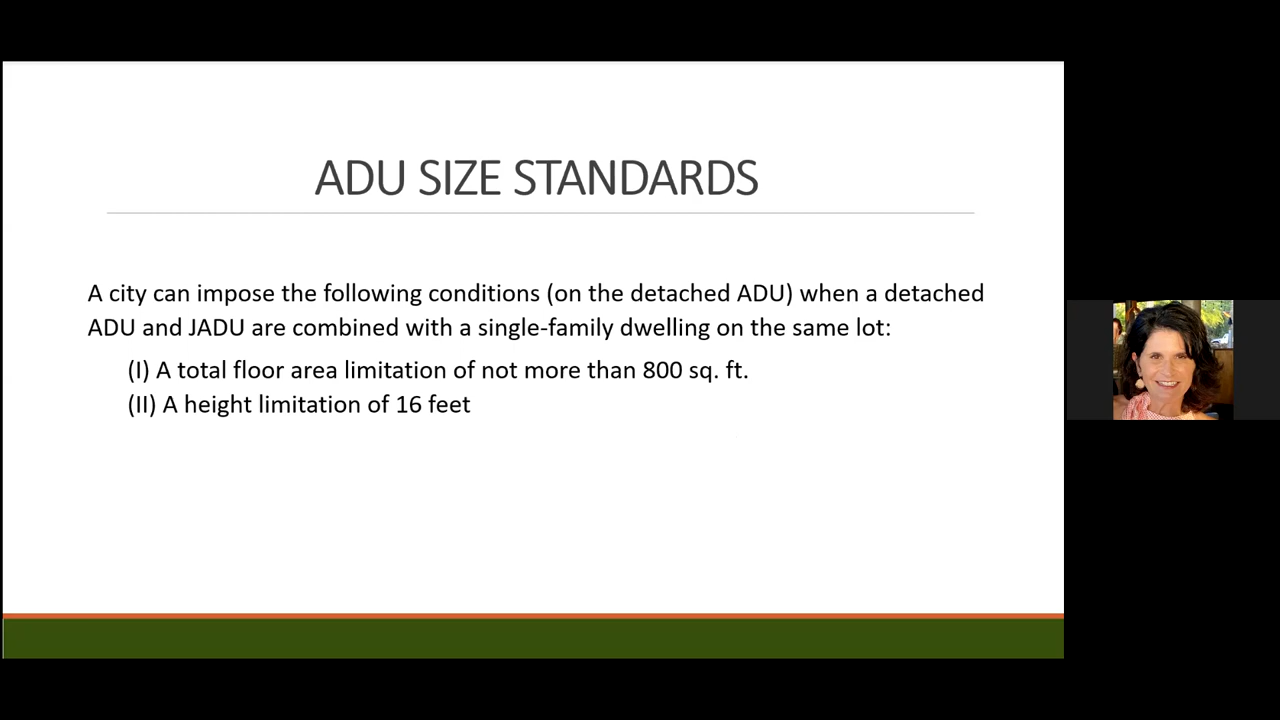 ADU SIZE STANDARDS
A city can impose the following conditions (on the detached ADU) when a detached
ADU and JADU are combined with a single-family dwelling on the same lot:
(I) A total floor area limitation of not more than 800 sq. ft.
(II) A height limitation of 16 feet